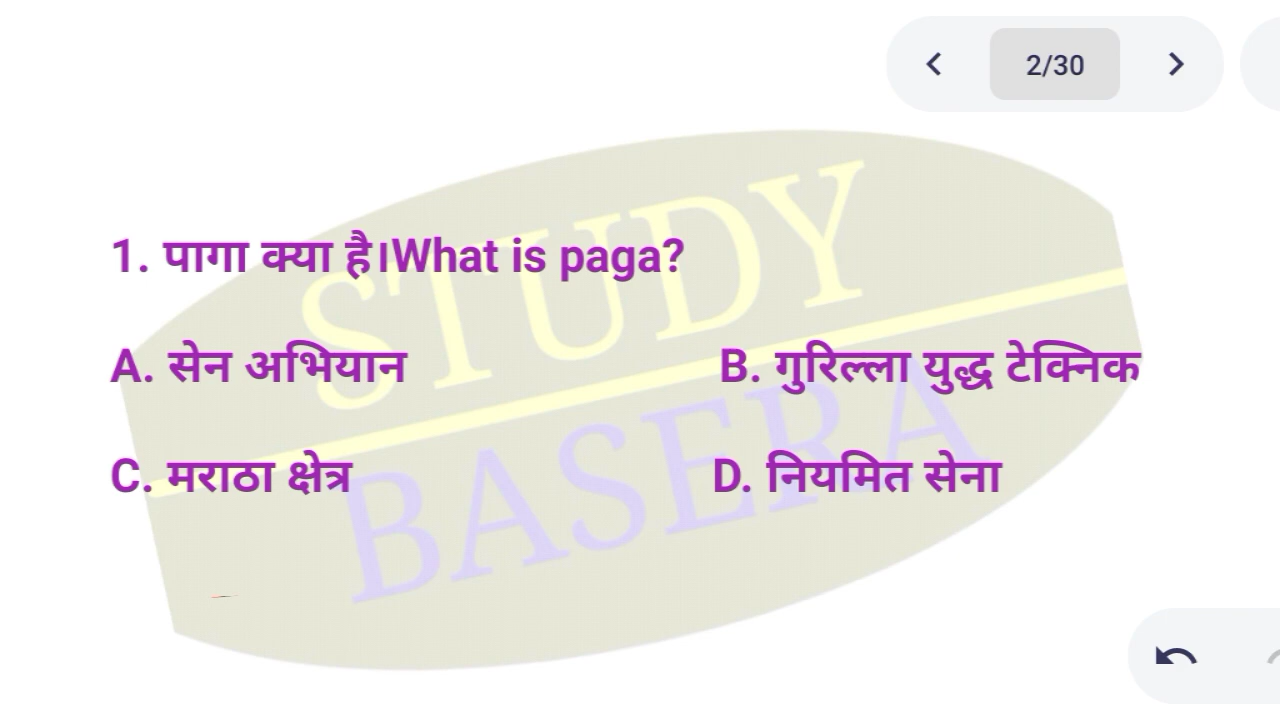 2/30
STUDY
BASERA
1. पागा क्या है।What is paga?
A. सेन अभियान
B. गुरिल्ला युद्ध टेक्निक
C. मराठा क्षेत्र
D. नियमित सेना